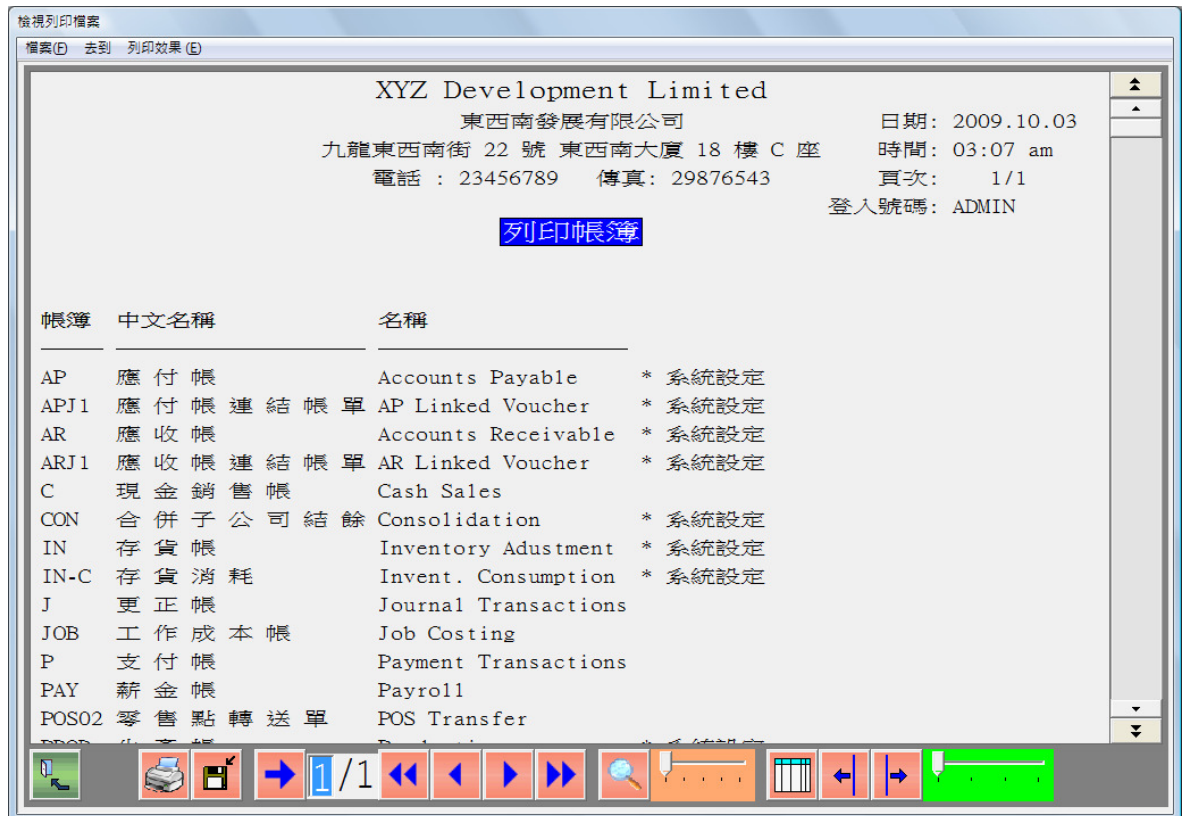 檢視列印檔案
檔案(F) 去到 列印效果(E)
XYZ Development Limited
東西南發展有限公司 日期: 2009.10.03
九龍東西南街 22 號 東西南大廈 18 樓 C 座 時間: 03:07 am
電話 : 23456789 傳真: 29876543 頁次: 1/1
登入號碼: ADMIN
列印帳簿
帳簿 中文名稱 名稱
AP 應付帳 Accounts Payable * 系統設定
APJ1 應付帳連結帳單 AP Linked Voucher * 系統設定
AR 應收帳 Accounts Receivable * 系統設定
ARJ1 應收帳連結帳單 AR Linked Voucher * 系統設定
C 現金銷售帳 Cash Sales
CON 合併子公司結餘 Consolidation * 系統設定
IN 存貨帳 Inventory Adustment * 系統設定
IN-C 存貨消耗 Invent. Consumption * 系統設定
J 更正帳 Journal Transactions
JOB 工作成本帳 Job Costing
P 支付帳 Payment Transactions
PAY 薪金帳 Payroll
POS02 零售點轉送單 POS Transfer
1/1